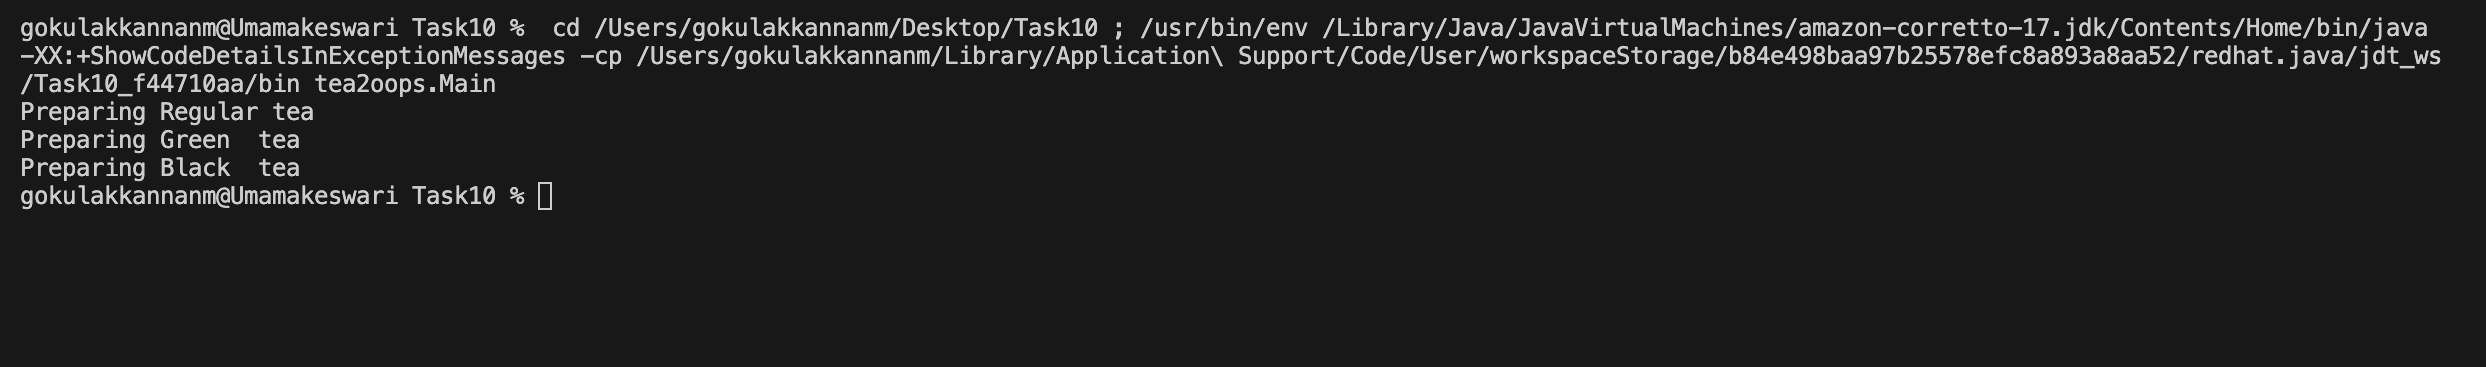 gokulakkannanm@Umamakeswari Task10 %  cd /Users/gokulakkannanm/Desktop/Task10 ; /usr/bin/env /Library/Java/JavaVirtualMachines/amazon-corretto-17.jdk/Contents/Home/bin/java
-XX:+ShowCodeDetailsInExceptionMessages -cp /Users/gokulakkannanm/Library/Application\ Support/Code/User/workspaceStorage/b84e498baa97b25578efc8a893a8aa52/redhat.java/jdt_ws
/Task10_f44710aa/bin tea2oops.Main
Preparing Regular tea
Preparing Green  tea
Preparing Black  tea
gokulakkannanm@Umamakeswari Task10 %